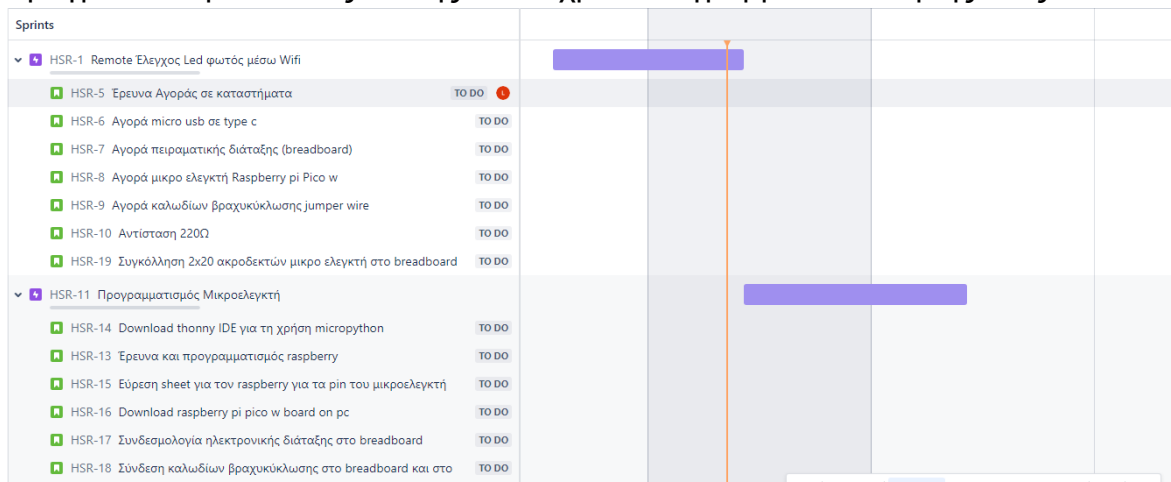 Sprints
HSR-1 Remote Έλεγχος Led φωτός μέσω Wifi
HSR-5 Έρευνα Αγοράς σε καταστήματα TO DO L
HSR-6 Αγορά micro usb σε type c TO DO
HSR-7 Αγορά πειραματικής διάταξης (breadboard) TO DO
HSR-8 Αγορά μικρο ελεγκτή Raspberry pi Pico w TO DO
HSR-9 Αγορά καλωδίων βραχυκύκλωσης jumper wire TO DO
HSR-10 Αντίσταση 220Ω TO DO
HSR-19 Συγκόλληση 2x20 ακροδεκτών μικρο ελεγκτή στο breadboard TO DO
HSR-11 Προγραμματισμός Μικροελεγκτή
HSR-14 Download thonny IDE για τη χρήση micropython TO DO
HSR-13 Έρευνα και προγραμματισμός raspberry TO DO
HSR-15 Εύρεση sheet για τον raspberry για τα pin του μικροελεγκτή TO DO
HSR-16 Download raspberry pi pico w board on pc TO DO
HSR-17 Συνδεσμολογία ηλεκτρονικής διάταξης στο breadboard TO DO
HSR-18 Σύνδεση καλωδίων βραχυκύκλωσης στο breadboard και στο TO DO